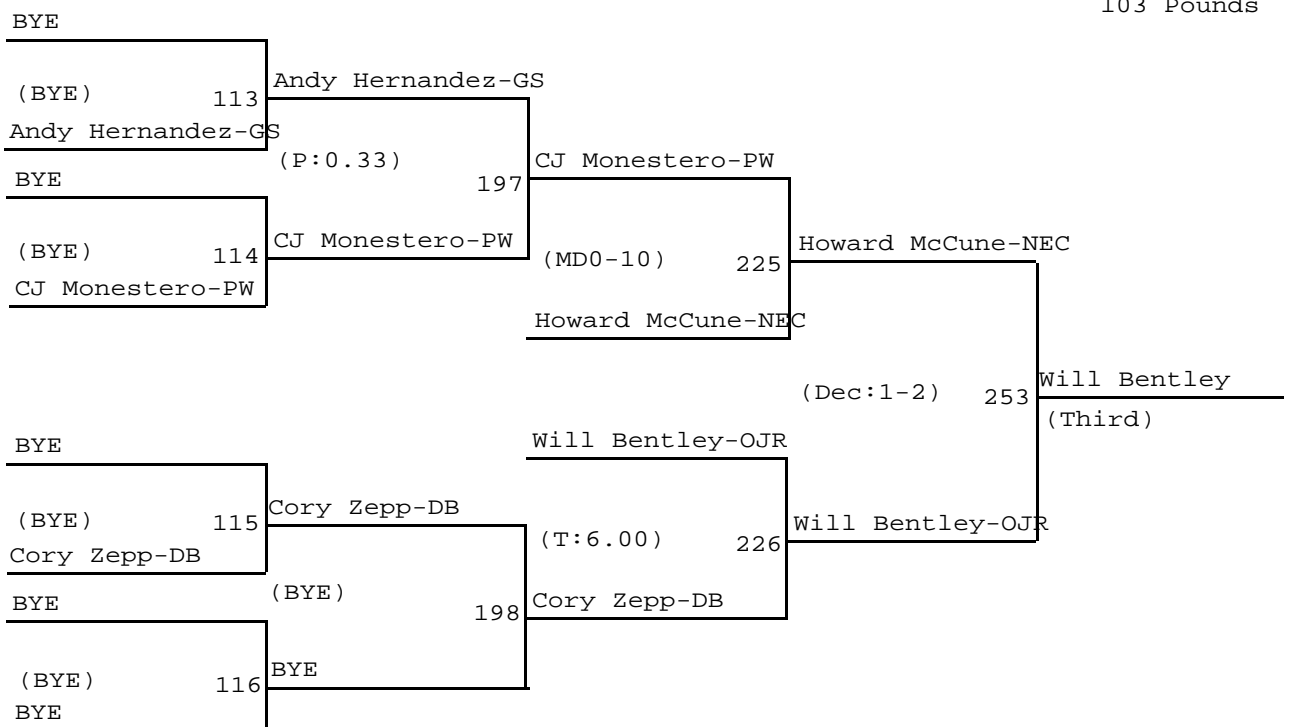 103 Pounds
BYE
Andy Hernandez-GS
(BYE) 113
Andy Hernandez-GS
(P:0.33)
CJ Monestero-PW
BYE
197
CJ Monestero-PW
Howard McCune-NEC
(BYE) 114
(MD0-10) 225
CJ Monestero-PW
Howard McCune-NEC
Will Bentley
(Dec:1-2) 253
(Third)
Will Bentley-OJR
BYE
Cory Zepp-DB
(BYE) 115
Will Bentley-OJR
(T:6.00) 226
Cory Zepp-DB
(BYE)
Cory Zepp-DB
BYE
198
BYE
(BYE) 116
BYE